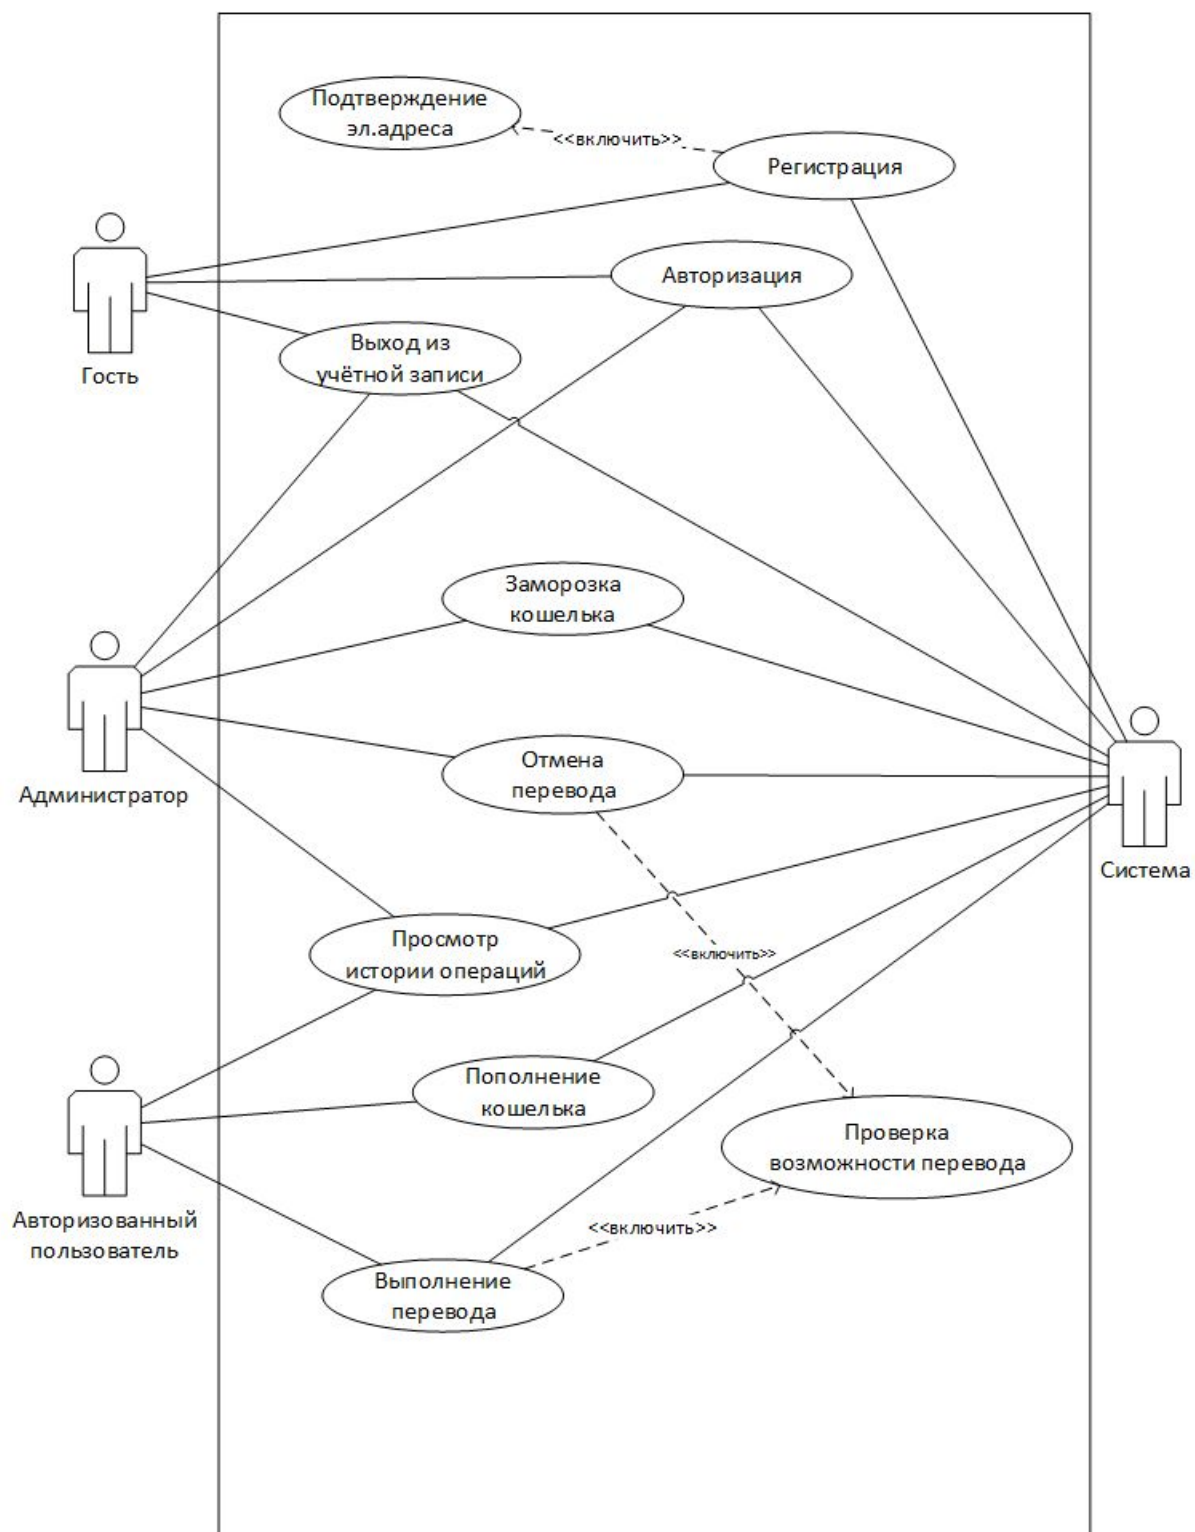 Подтверждение
эл.адреса
<<включить>>
Регистрация
Авторизация
Выход из
учётной записи
Гость
Заморозка
кошелька
Отмена
перевода
Администратор
Система
Просмотр
истории операций
<<включить>>
Пополнение
кошелька
Проверка
возможности перевода
Авторизованный
пользователь
<<включить>>
Выполнение
перевода